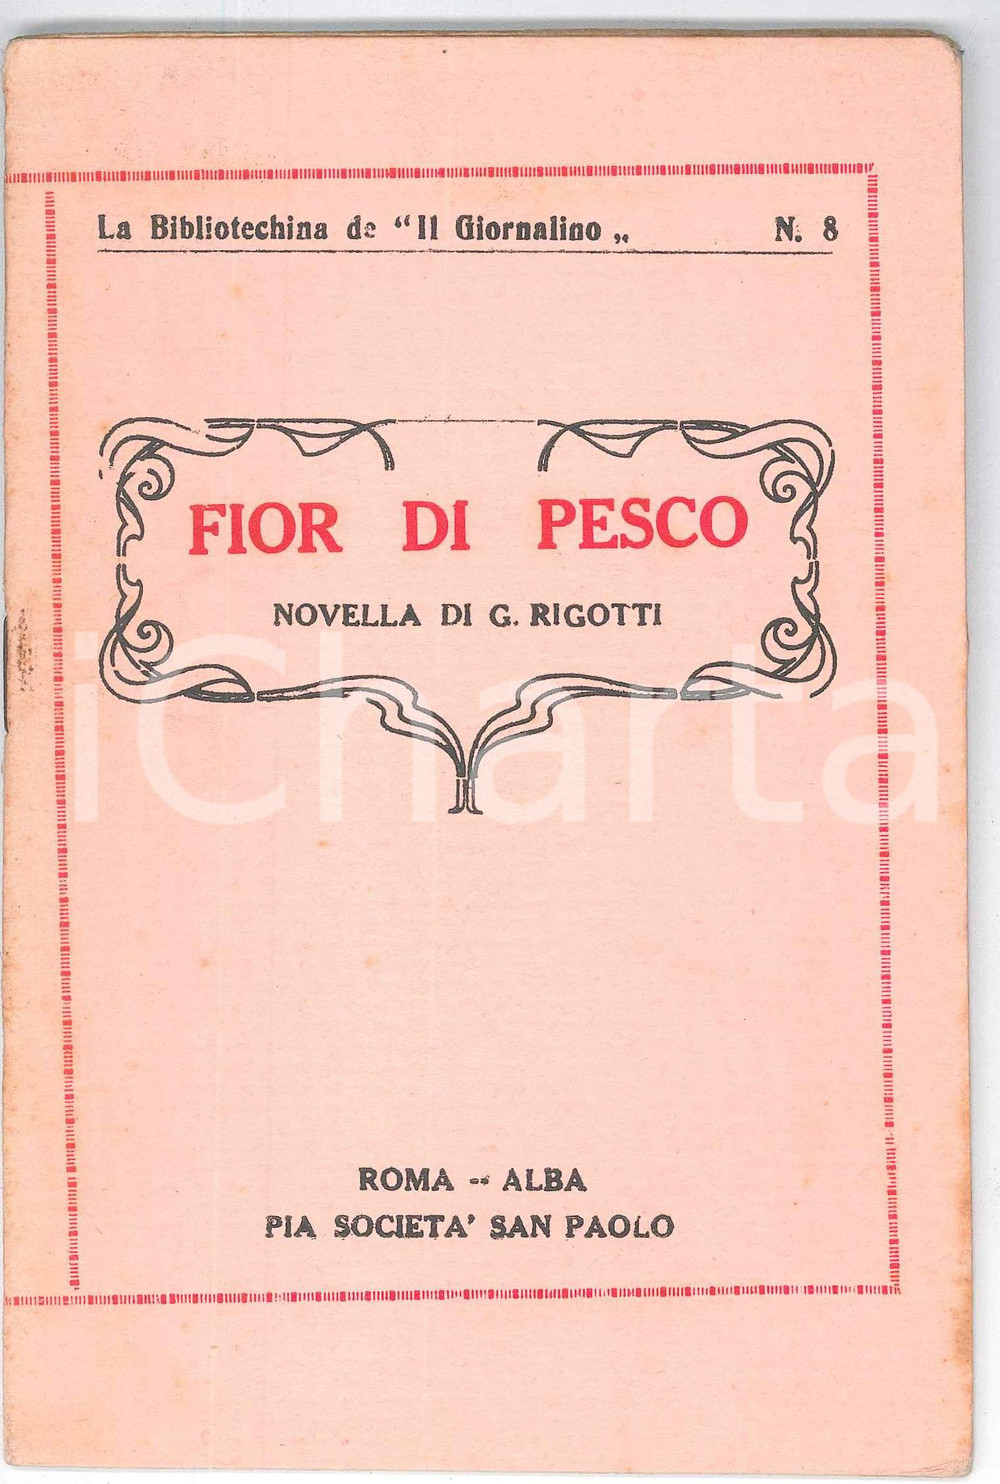 La Bibliotechina de “Il Giornalino„ N. 8
FIOR DI PESCO
NOVELLA DI G. RIGOTTI
iCharta
ROMA -- ALBA
PIA SOCIETA' SAN PAOLO